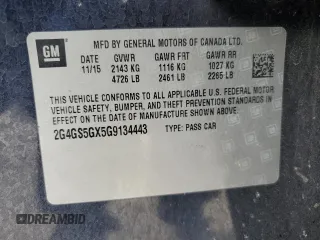 GM
MFD BY GENERAL MOTORS OF CANADA LTD.
DATE GVWR GAWR FRT GAWR RR
11/15 2143 KG 1116 KG 1027 KG
4726 LB 2461 LB 2265 LB
THIS VEHICLE CONFORMS TO ALL APPLICABLE U.S. FEDERAL MOTOR
VEHICLE SAFETY, BUMPER, AND THEFT PREVENTION STANDARDS
IN EFFECT ON THE DATE OF MANUFACTURE SHOWN ABOVE.
2G4GS5GX5G9134443 TYPE: PASS CAR
DREAMBID